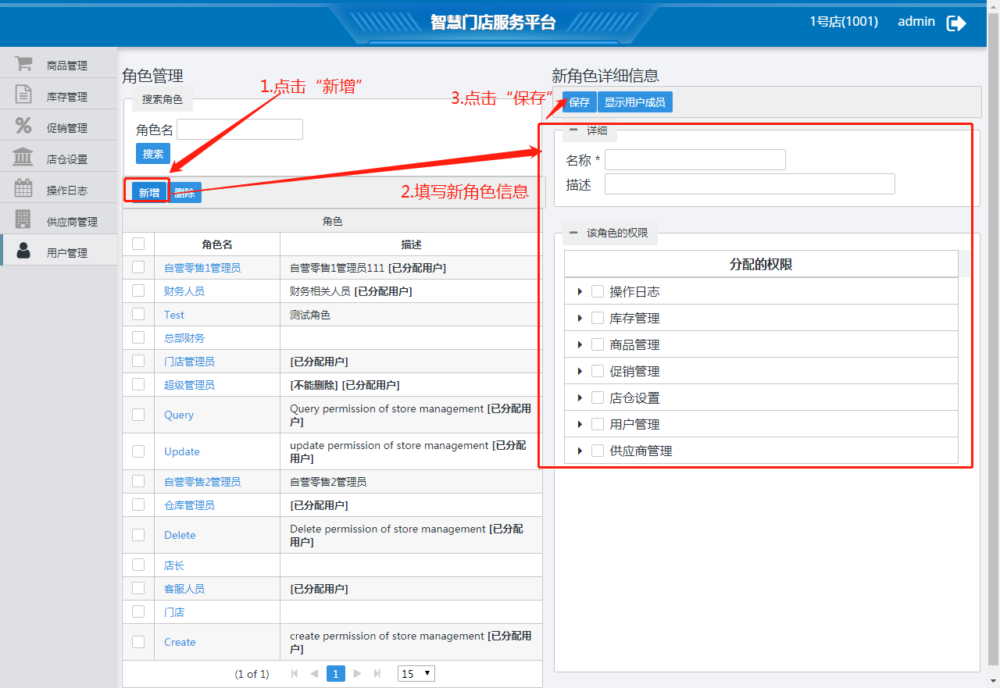 智慧门店服务平台
1号店(1001) admin
商品管理
库存管理
促销管理
店仓设置
操作日志
供应商管理
用户管理
角色管理
1.点击“新增”
搜索角色
角色名
搜索
新增 删除
2.填写新角色信息
角色
角色名 描述
自营零售1管理员 自营零售1管理员111 [已分配用户]
财务人员 财务相关人员 [已分配用户]
Test 测试角色
总部财务
门店管理员 [已分配用户]
超级管理员 [不能删除] [已分配用户]
Query Query permission of store management [已分配用
户]
Update update permission of store management [已分配
用户]
自营零售2管理员 自营零售2管理员
仓库管理员 [已分配用户]
Delete Delete permission of store management [已分配
用户]
店长
客服人员 [已分配用户]
门店
Create create permission of store management [已分配用
户]
(1 of 1) 1 15
新角色详细信息
3.点击“保存”
保存 显示用户成员
详细
名称 *
描述
该角色的权限
分配的权限
操作日志
库存管理
商品管理
促销管理
店仓设置
用户管理
供应商管理